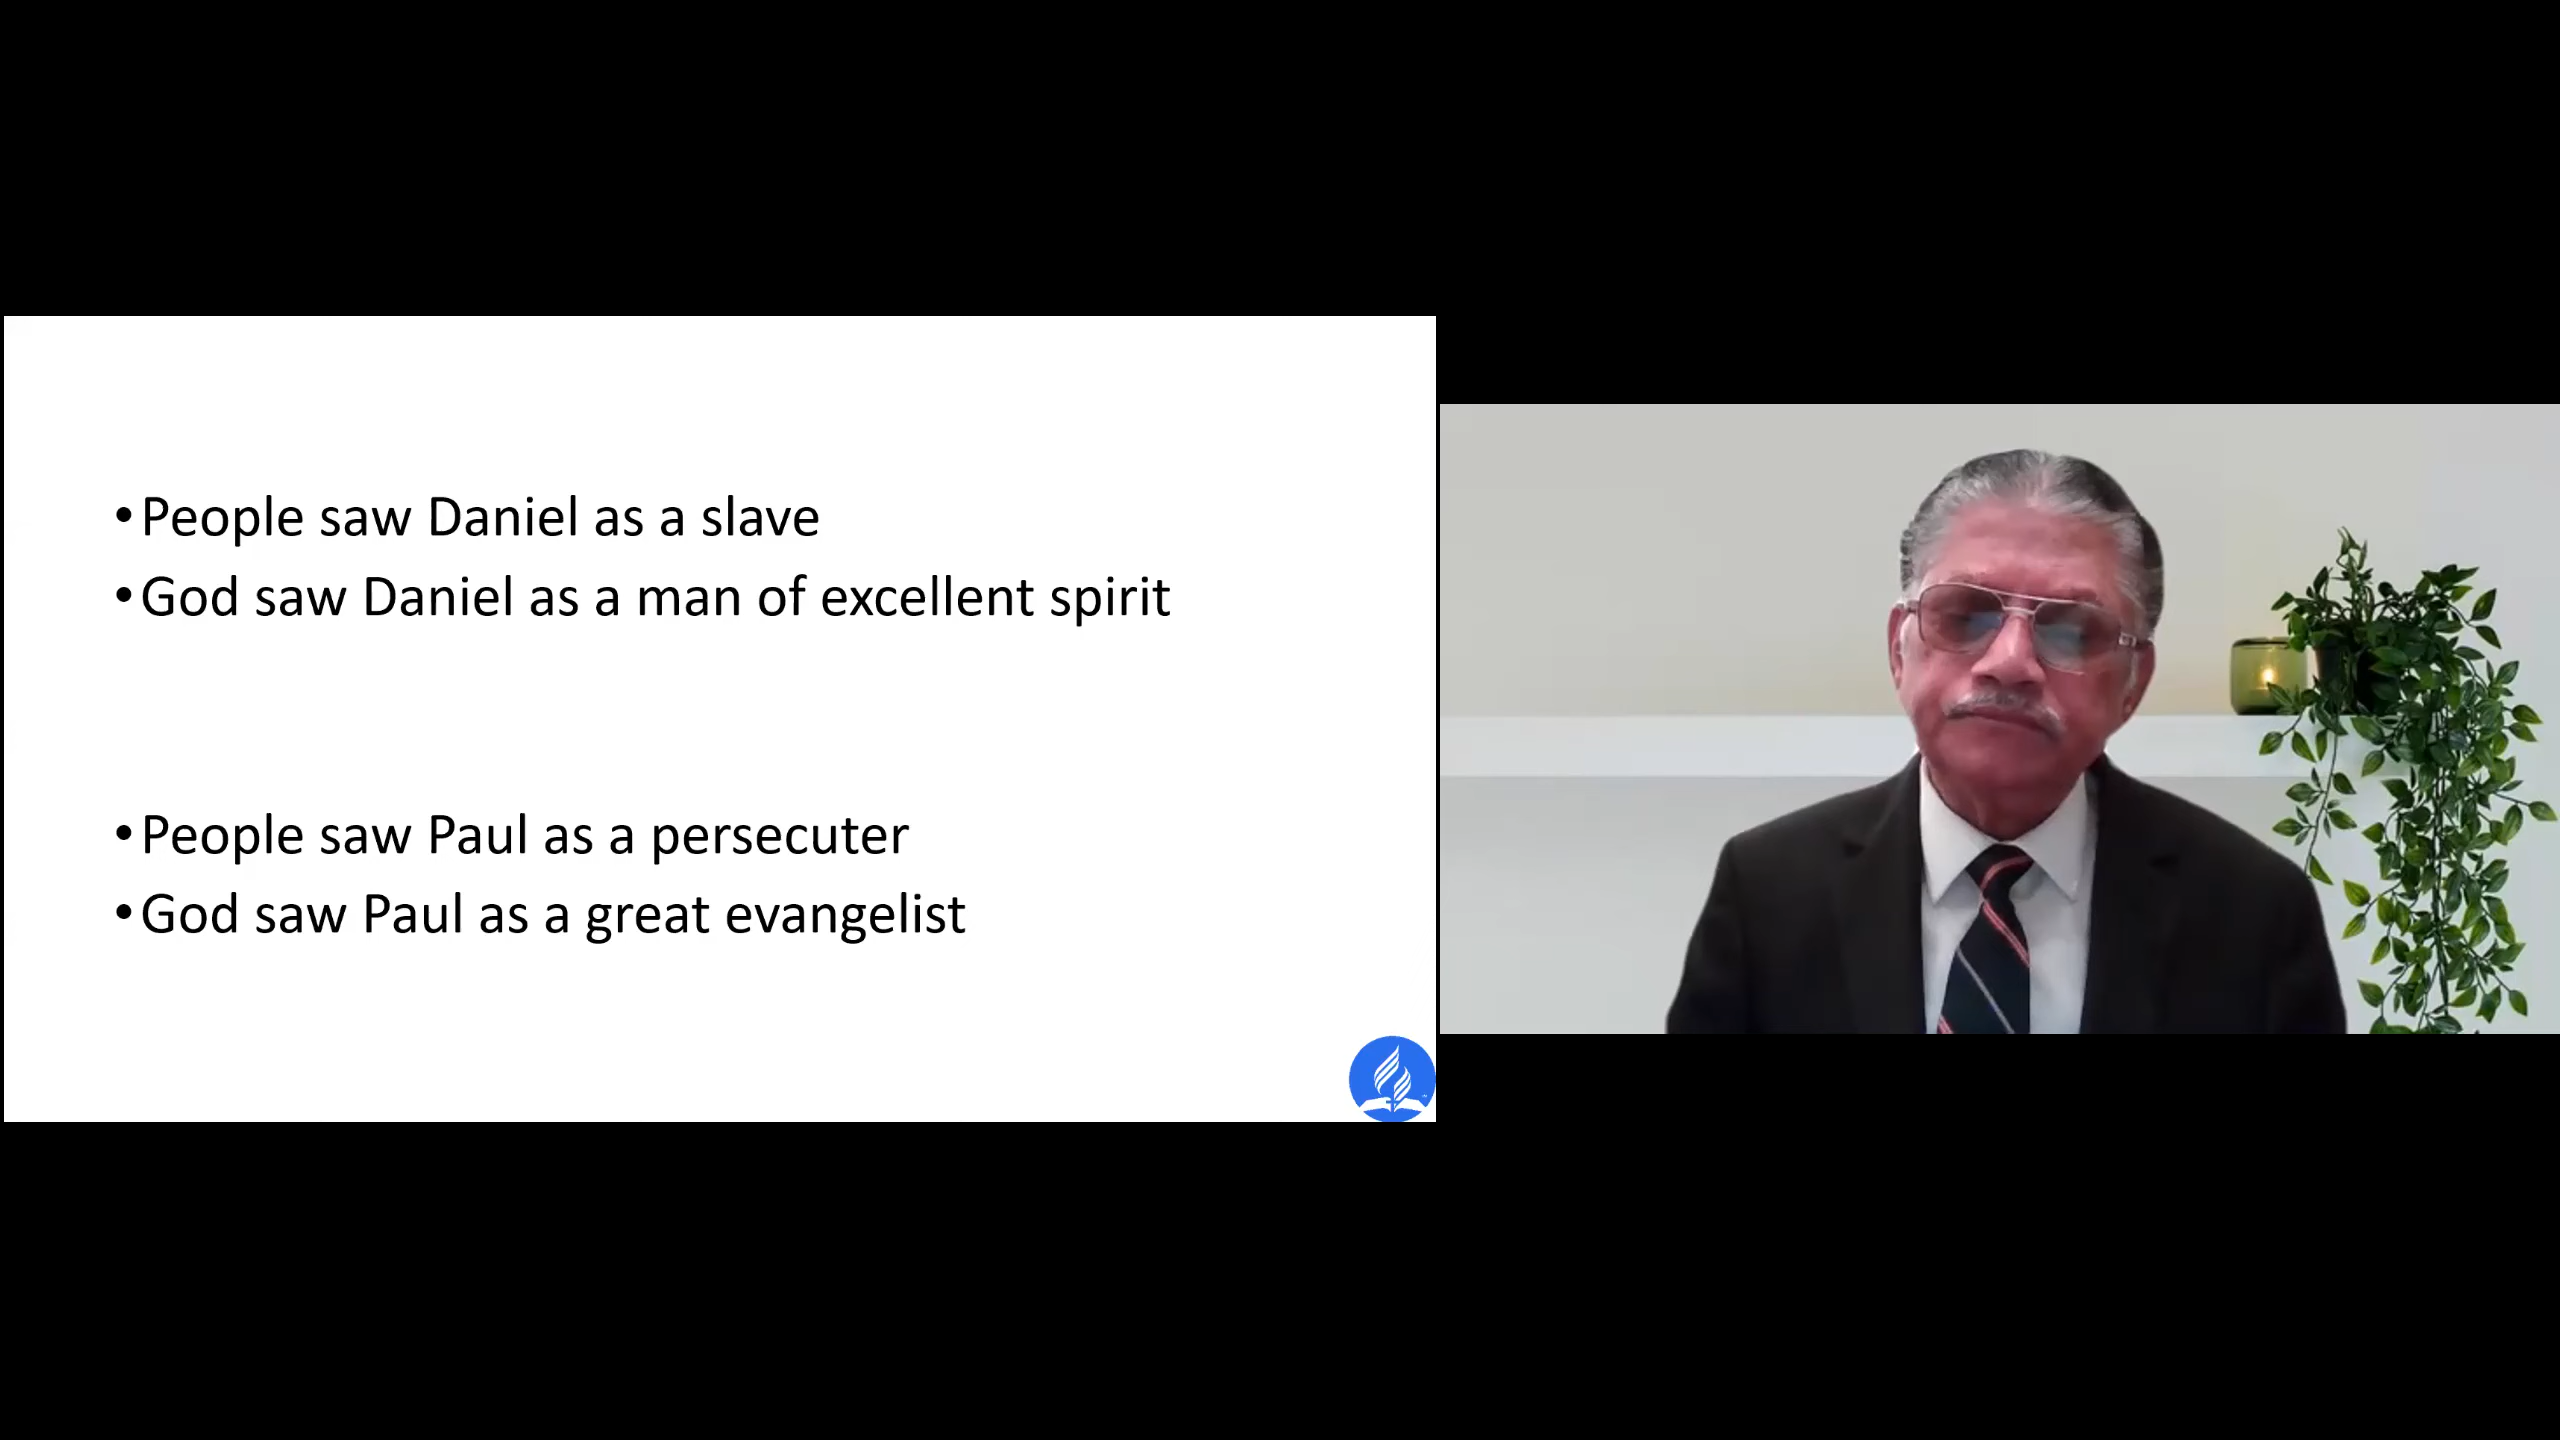 •People saw Daniel as a slave
•God saw Daniel as a man of excellent spirit
•People saw Paul as a persecuter
•God saw Paul as a great evangelist